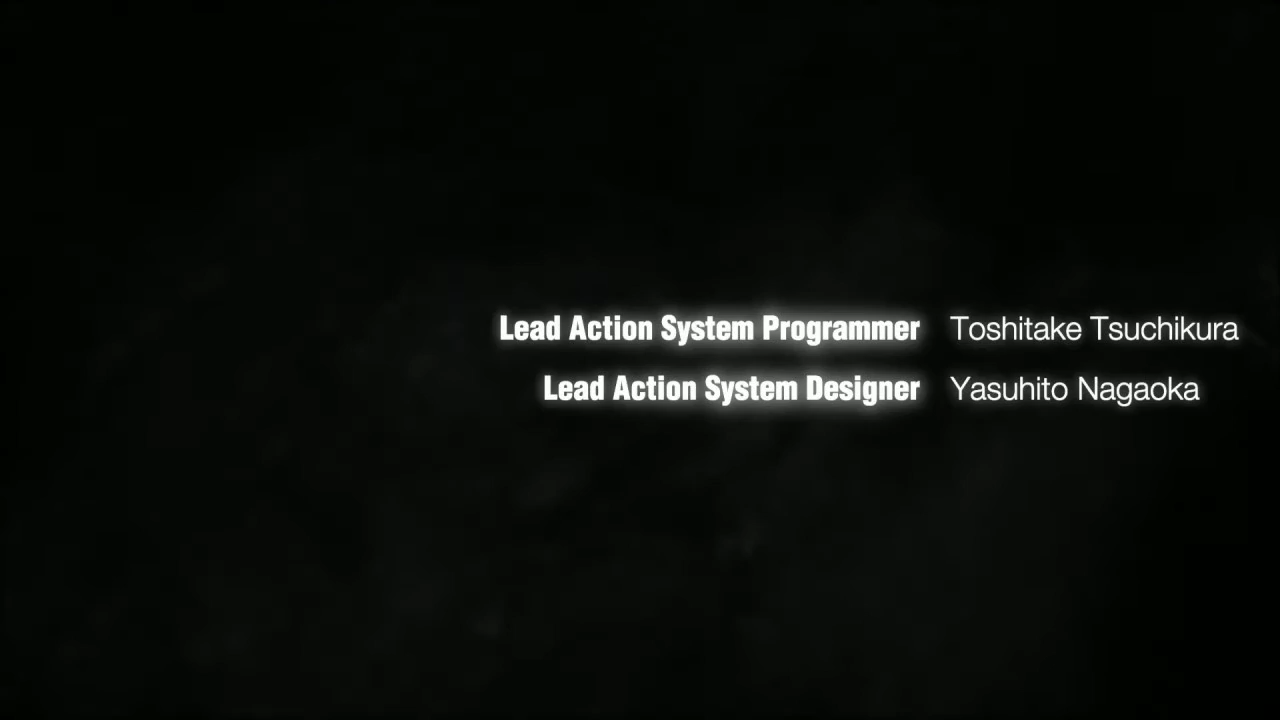 Lead Action System Programmer Toshitake Tsuchikura
Lead Action System Designer Yasuhito Nagaoka